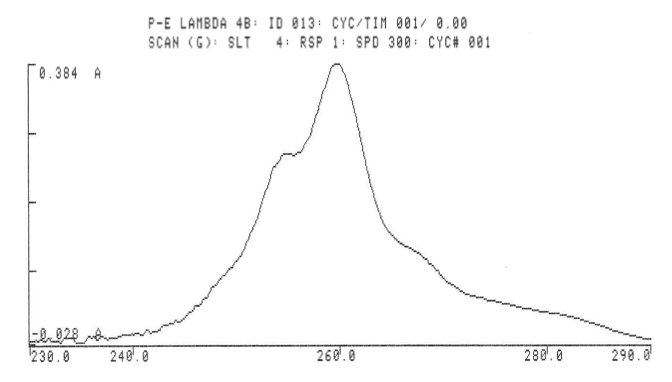 P-E LAMBDA 4B: ID 013: CYC/TIM 001/ 0.00
SCAN (G): SLT 4: RSP 1: SPD 300: CYC# 001
0.384 A
-0.028 A
230.0 240.0 260.0 280.0 290.0